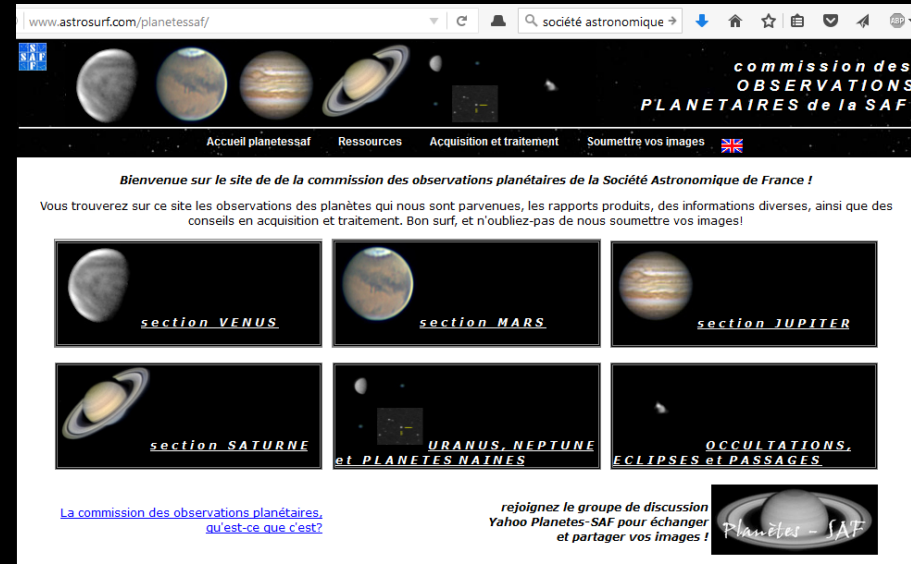 www.astrosurf.com/planetessaf/
société astronomique
ABP
S
SAF
F
commission des
OBSERVATIONS
PLANETAIRES de la SAF
Accueil planetessaf Ressources Acquisition et traitement Soumettre vos images
Bienvenue sur le site de de la commission des observations planétaires de la Société Astronomique de France !
Vous trouverez sur ce site les observations des planètes qui nous sont parvenues, les rapports produits, des informations diverses, ainsi que des
conseils en acquisition et traitement. Bon surf, et n'oubliez-pas de nous soumettre vos images!
section VENUS
section MARS
section JUPITER
section SATURNE
URANUS, NEPTUNE
et PLANETES NAINES
OCCULTATIONS,
ECLIPSES et PASSAGES
La commission des observations planétaires,
qu'est-ce que c'est?
rejoignez le groupe de discussion
Yahoo Planetes-SAF pour échanger
et partager vos images !
Planètes - SAF